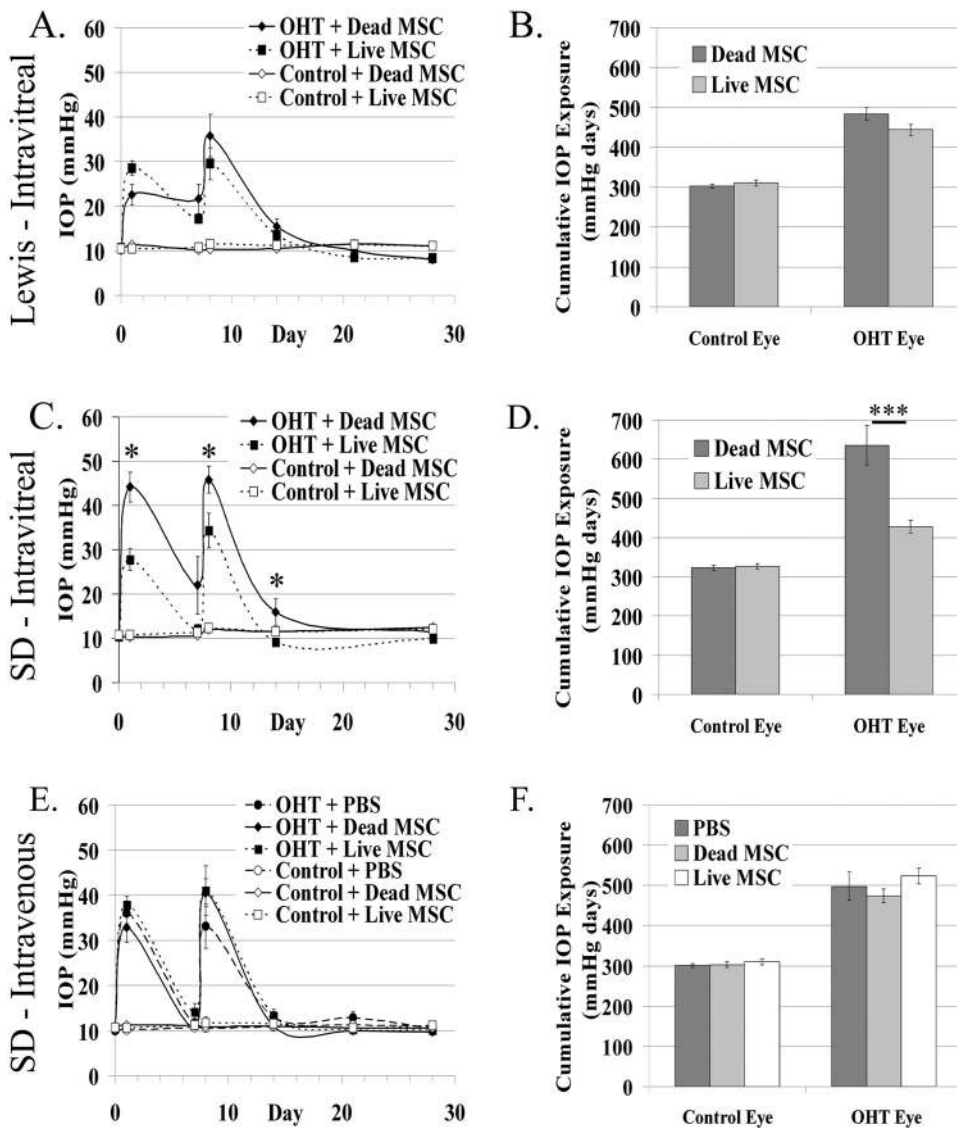 A.
Lewis - Intravitreal
IOP (mmHg)
60
50
40
30
20
10
0
OHT + Dead MSC
OHT + Live MSC
Control + Dead MSC
Control + Live MSC
0 10 Day 20 30
B.
Cumulative IOP Exposure
(mmHg days)
700
600
500
400
300
200
100
0
Dead MSC
Live MSC
Control Eye OHT Eye
C.
SD - Intravitreal
IOP (mmHg)
60
50
40
30
20
10
0
OHT + Dead MSC
OHT + Live MSC
Control + Dead MSC
Control + Live MSC
* * *
0 10 Day 20 30
D.
Cumulative IOP Exposure
(mmHg days)
700
600
500
400
300
200
100
0
Dead MSC
Live MSC
***
Control Eye OHT Eye
E.
SD - Intravenous
IOP (mmHg)
60
50
40
30
20
10
0
OHT + PBS
OHT + Dead MSC
OHT + Live MSC
Control + PBS
Control + Dead MSC
Control + Live MSC
0 10 Day 20 30
F.
Cumulative IOP Exposure
(mmHg days)
700
600
500
400
300
200
100
0
PBS
Dead MSC
Live MSC
Control Eye OHT Eye